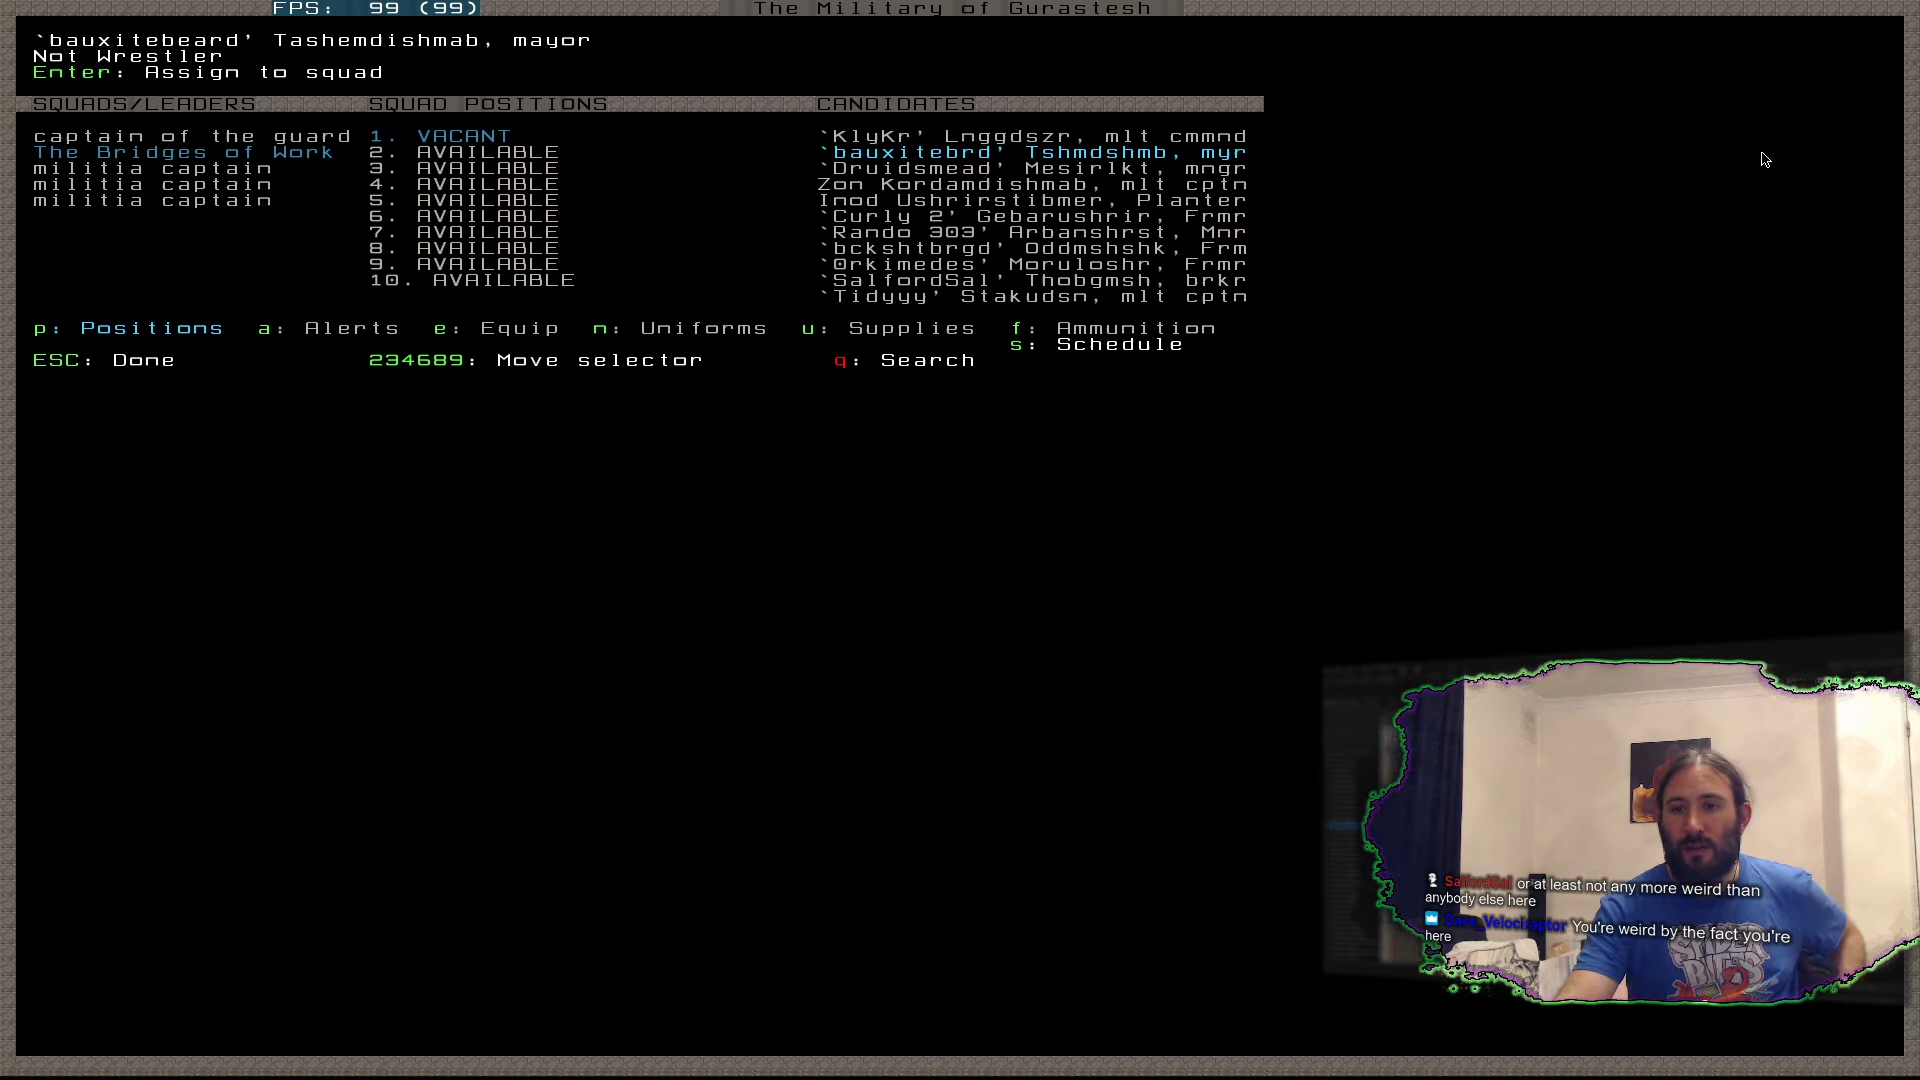 FPS: 99 (99)
The Military of Gurastesh
`bauxitebeard' Tashemdishmab, mayor
Not Wrestler
Enter: Assign to squad
SQUADS/LEADERS SQUAD POSITIONS CANDIDATES
captain of the guard 1. VACANT `KlyKr' Lnggdszr, mlt cmmnd
The Bridges of Work 2. AVAILABLE `bauxitebrd' Tshmdshmb, myr
militia captain 3. AVAILABLE `Druidsmead' Mesirlkt, mngr
militia captain 4. AVAILABLE Zon Kordamdishmab, mlt cptn
militia captain 5. AVAILABLE Inod Ushrirstibmer, Planter
6. AVAILABLE `Curly 2' Gebarushrir, Frmr
7. AVAILABLE `Rando 303' Arbanshrst, Mnr
8. AVAILABLE `bckshtbrgd' Oddmshshk, Frm
9. AVAILABLE `0rkimedes' Moruloshr, Frmr
10. AVAILABLE `SalfordSal' Thobgmsh, brkr
`Tidyyy' Stakudsn, mlt cptn
p: Positions a: Alerts e: Equip n: Uniforms u: Supplies f: Ammunition
s: Schedule
ESC: Done 234689: Move selector q: Search
SalfordSal or at least not any more weird than
anybody else here
Dave_Velociraptor You're weird by the fact you're
here
SPIDER
BITES